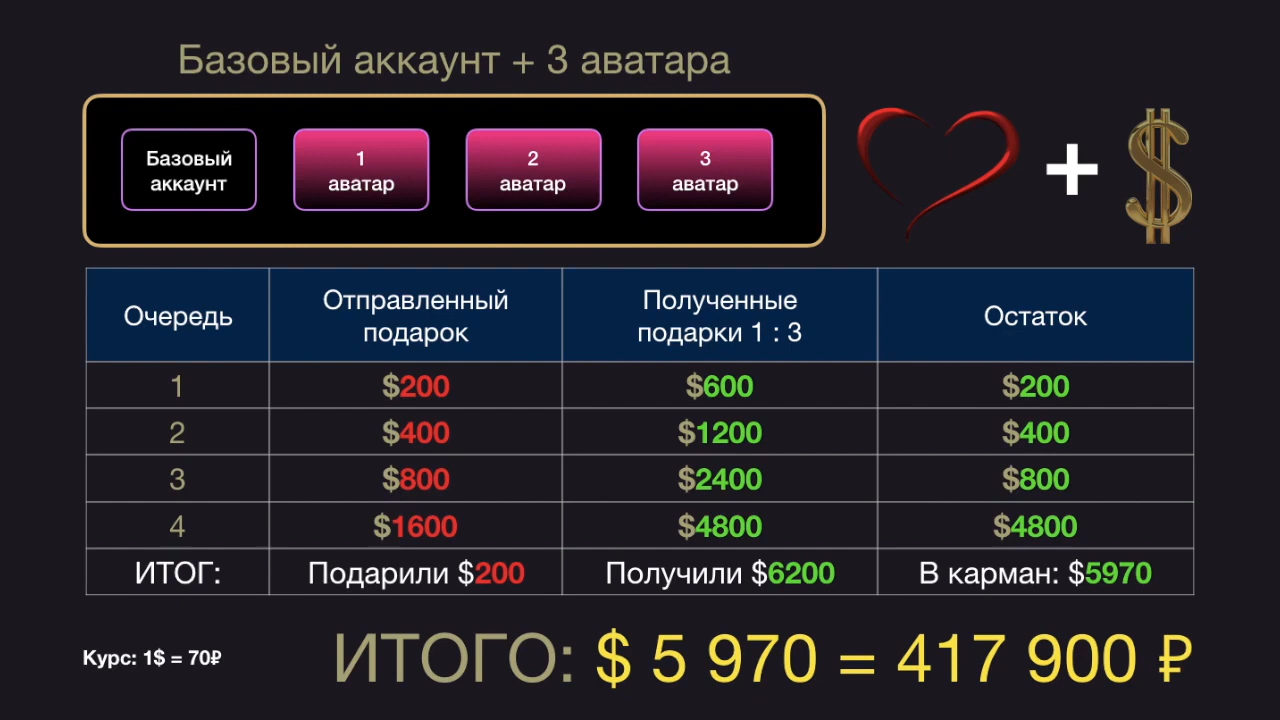 Базовый аккаунт + 3 аватара
Базовый
аккаунт
1
аватар
2
аватар
3
аватар
+ $
Очередь
Отправленный
подарок
Полученные
подарки 1 : 3
Остаток
1 $200 $600 $200
2 $400 $1200 $400
3 $800 $2400 $800
4 $1600 $4800 $4800
ИТОГ: Подарили $200 Получили $6200 В карман: $5970
Курс: 1$ = 70₽
ИТОГО: $ 5 970 = 417 900 ₽